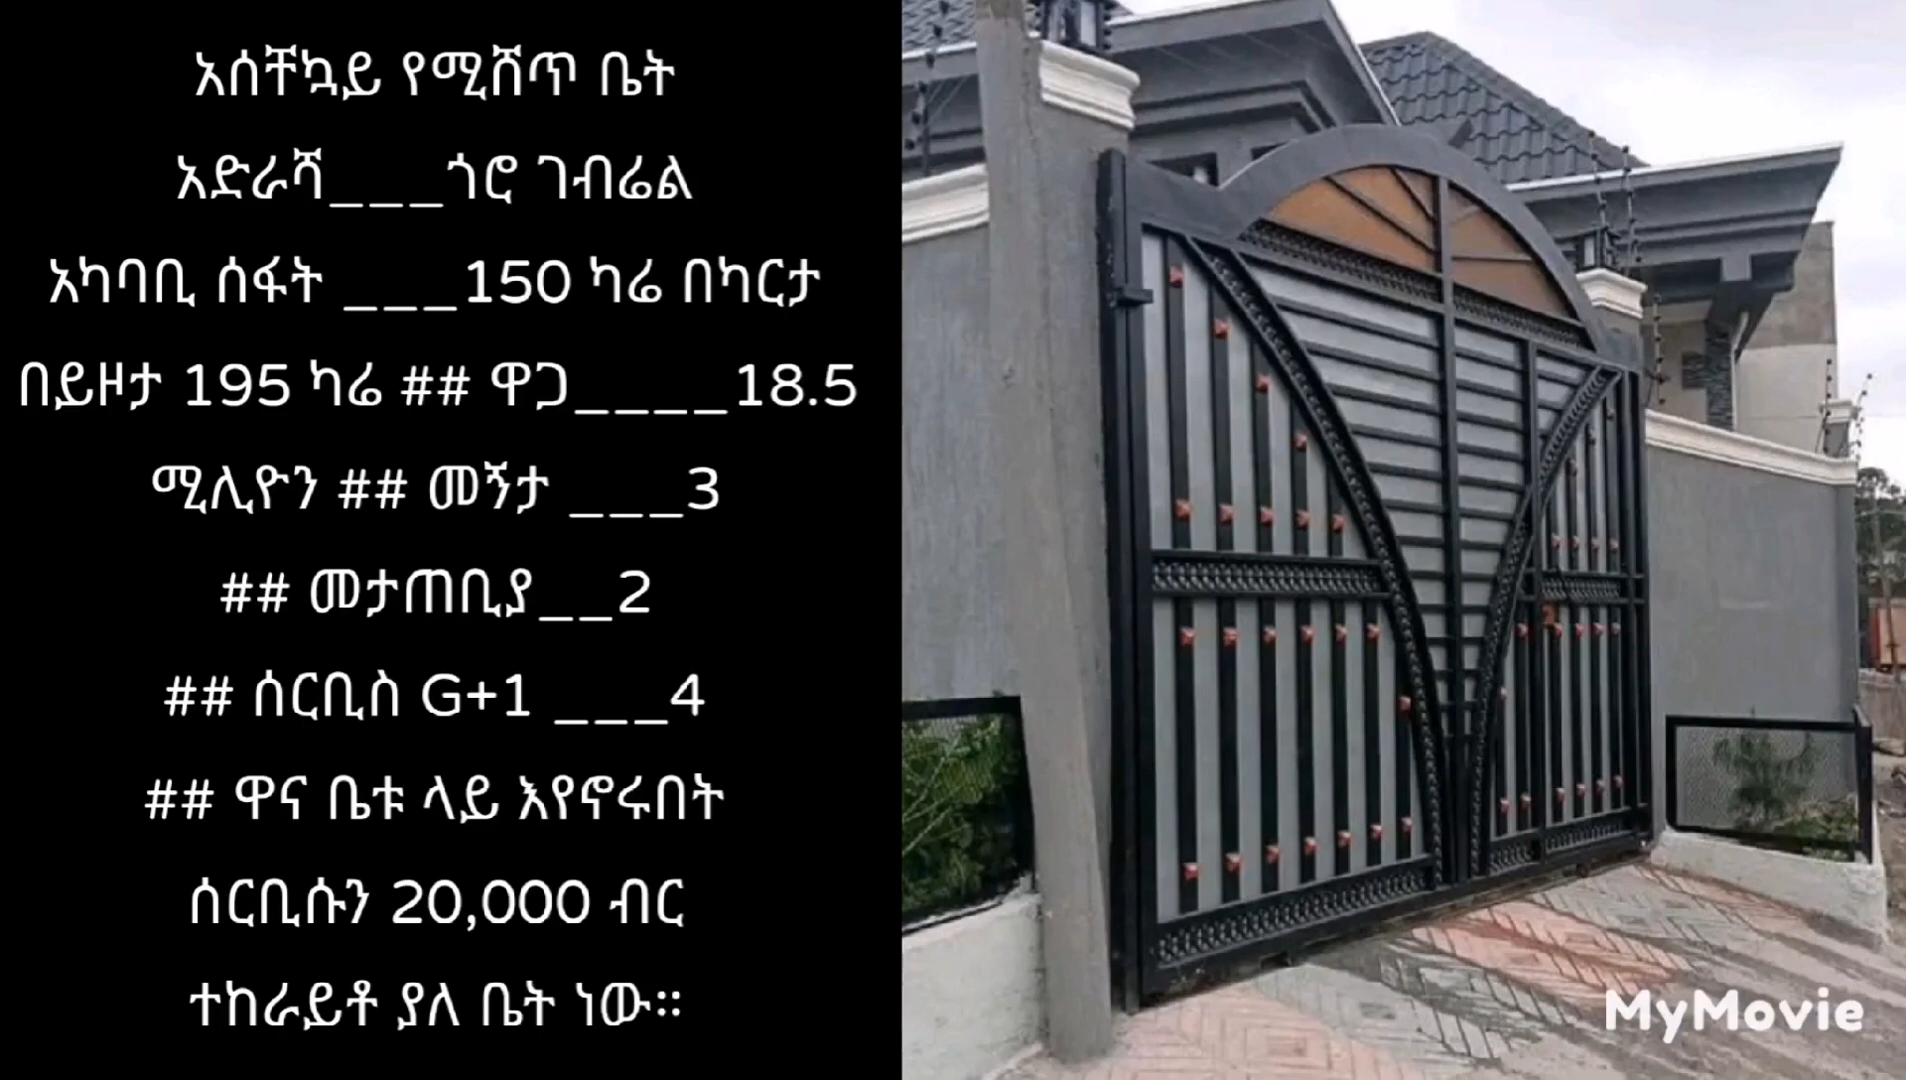 አሰቸኳይ የሚሸጥ ቤት
አድራሻ___ጎሮ ገብሬል
አካባቢ ሰፋት ___150 ካሬ በካርታ
በይዞታ 195 ካሬ ## ዋጋ____18.5
ሚሊዮን ## መኝታ ___3
## መታጠቢያ__2
## ሰርቢስ G+1 ___4
## ዋና ቤቱ ላይ እየኖሩበት
ሰርቢሱን 20,000 ብር
ተከራይቶ ያለ ቤት ነው።
MyMovie